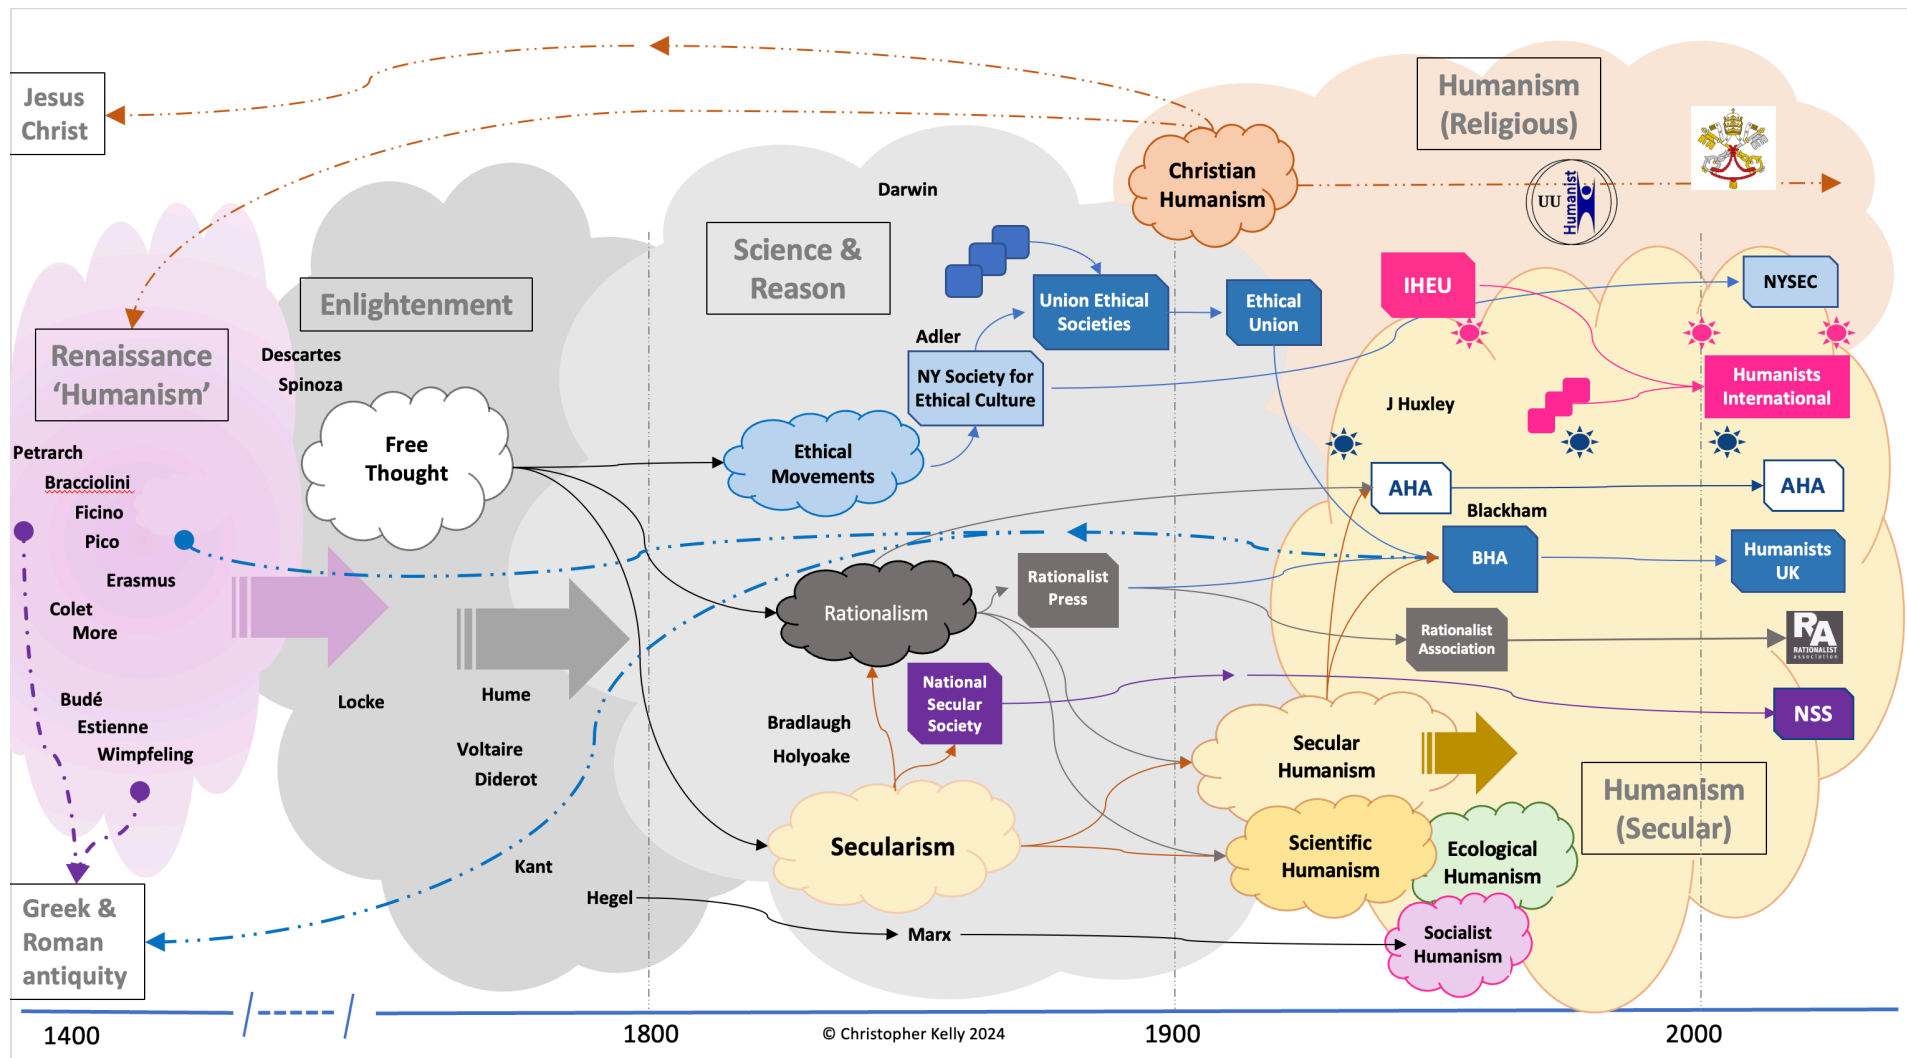 Jesus
Christ
Humanism
(Religious)
Christian
Humanism
UU
Humanist
Darwin
Science &
Reason
Enlightenment
Renaissance
‘Humanism’
Descartes
Spinoza
Free
Thought
Adler
NY Society for
Ethical Culture
Union Ethical
Societies
Ethical
Union
IHEU
NYSEC
Humanists
International
J Huxley
Ethical
Movements
AHA
AHA
Blackham
BHA
Humanists
UK
Petrarch
Bracciolini
Ficino
Pico
Erasmus
Colet
More
Budé
Estienne
Wimpfeling
Rationalism
Rationalist
Press
Rationalist
Association
RA
RATIONALIST
association
National
Secular
Society
NSS
Locke
Hume
Voltaire
Diderot
Kant
Hegel
Bradlaugh
Holyoake
Secularism
Marx
Secular
Humanism
Scientific
Humanism
Ecological
Humanism
Socialist
Humanism
Humanism
(Secular)
Greek &
Roman
antiquity
1400
1800
© Christopher Kelly 2024
1900
2000